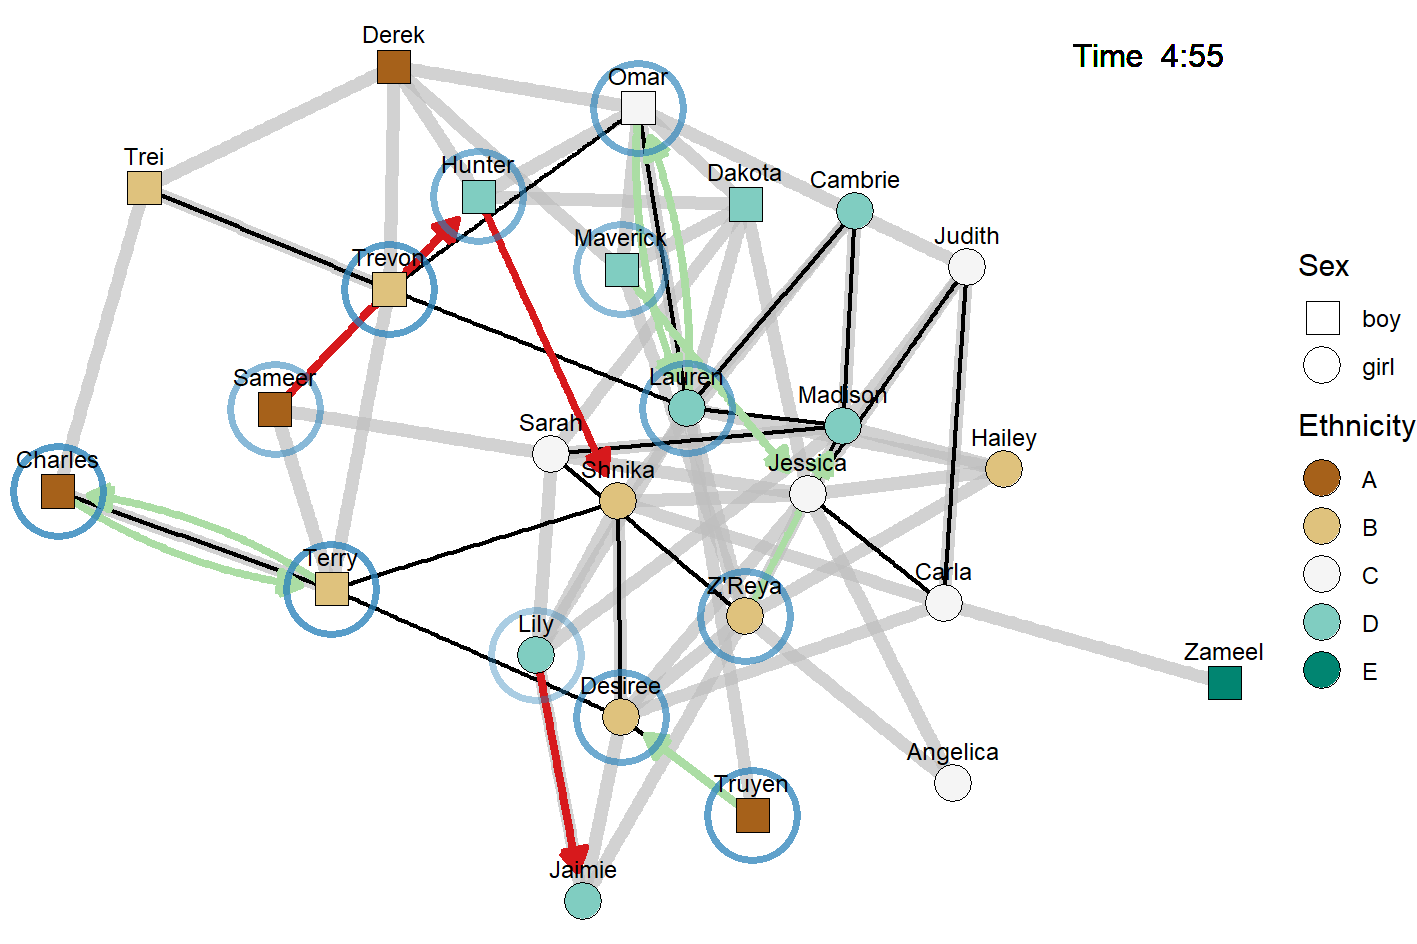 Derek
Time  4:55
Omar
Trei
Hunter
Dakota
Cambrie
Maverick
Judith
Trevon
Sex
boy
girl
Sameer
Lauren
Madison
Sarah
Hailey
Ethnicity
Charles
Shnika
Jessica
A
B
Terry
Z'Reya
Carla
C
Lily
D
Zameel
E
Desiree
Angelica
Truyen
Jaimie